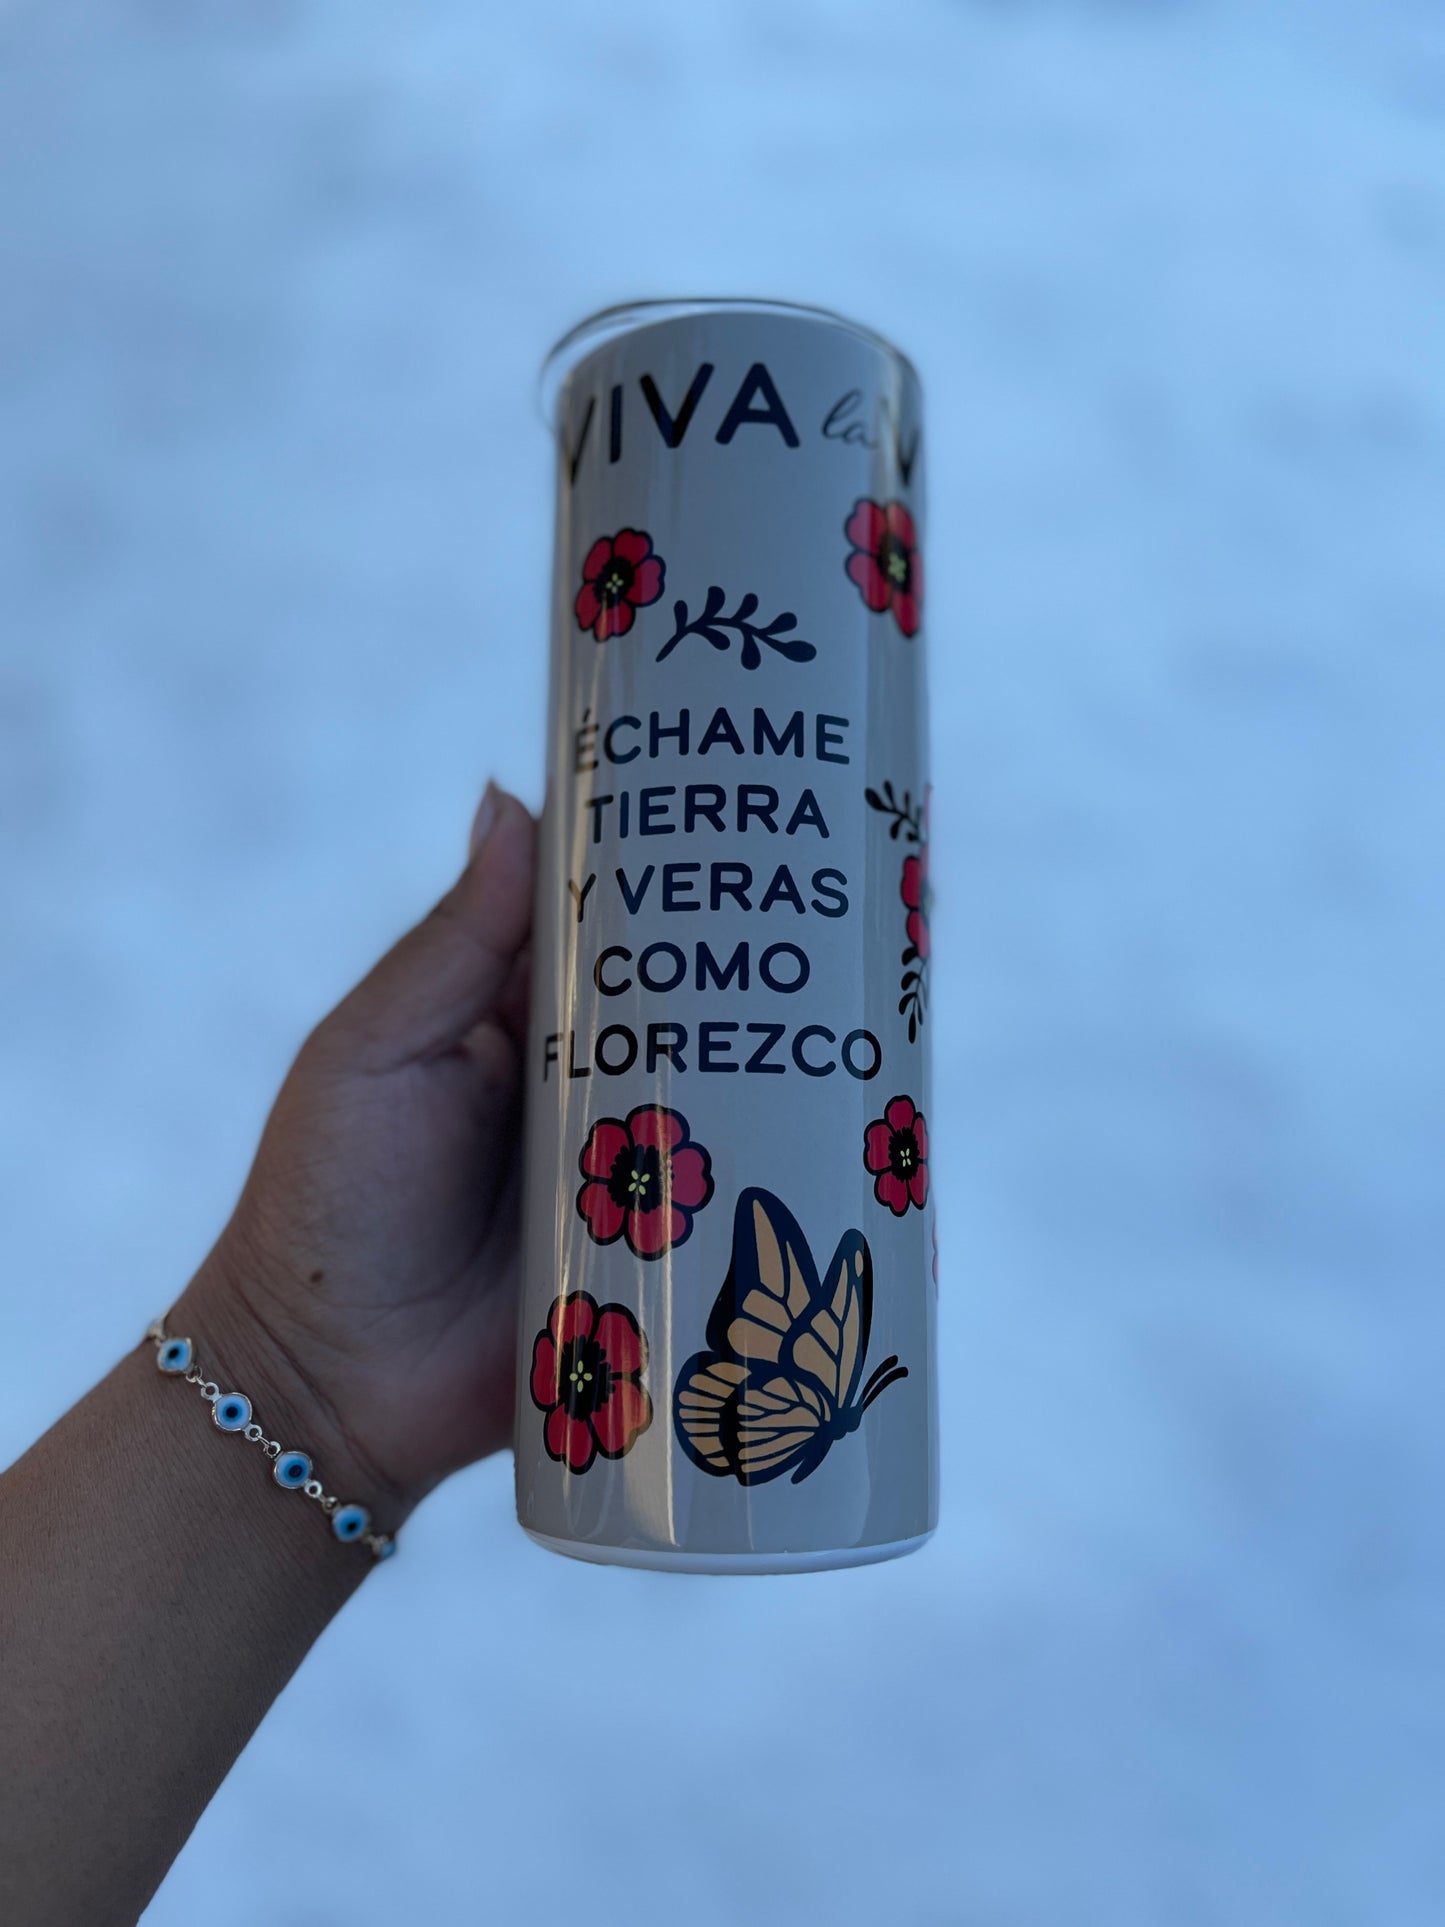 VIVA la
ÉCHAME
TIERRA
Y VERAS
COMO
FLOREZCO